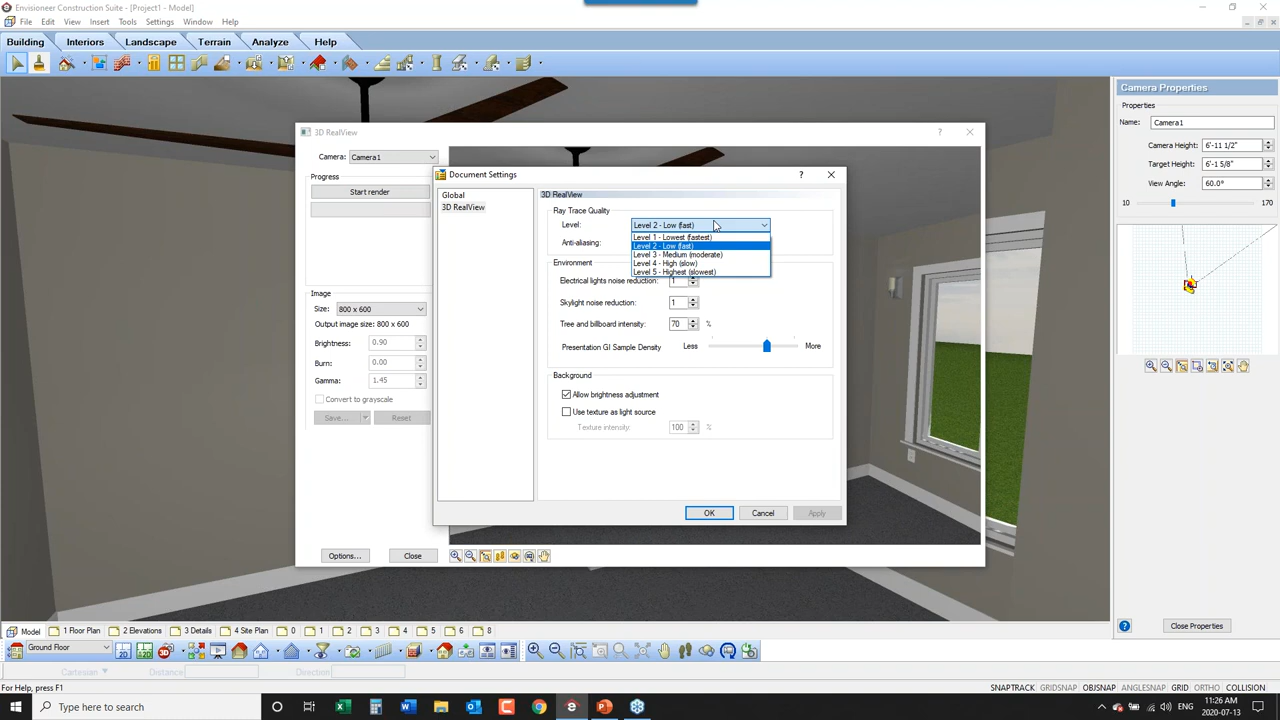 Envisioneer Construction Suite - [Project1 - Model]
File Edit View Insert Tools Settings Window Help
Building Interiors Landscape Terrain Analyze Help
Camera Properties
Properties
Name: Camera1
Camera Height: 6'-11 1/2"
Target Height: 6'-1 5/8"
View Angle: 60.0°
10 170
Close Properties
3D RealView
Camera: Camera1
Progress
Start render
Image
Size: 800 x 600
Output image size: 800 x 600
Brightness: 0.90
Burn: 0.00
Gamma: 1.45
Convert to grayscale
Save... Reset
Options... Close
Document Settings
Global
3D RealView
3D RealView
Ray Trace Quality
Level: Level 2 - Low (fast)
Level 1 - Lowest (fastest)
Anti-aliasing: Level 2 - Low (fast)
Level 3 - Medium (moderate)
Environment Level 4 - High (slow)
Level 5 - Highest (slowest)
Electrical lights noise reduction: 1
Skylight noise reduction: 1
Tree and billboard intensity: 70 %
Presentation GI Sample Density Less More
Background
Allow brightness adjustment
Use texture as light source
Texture intensity: 100 %
OK Cancel Apply
Model 1 Floor Plan 2 Elevations 3 Details 4 Site Plan 0 1 2 3 4 5 6 8
Ground Floor 2D 3D
Cartesian Distance Direction
For Help, press F1 SNAPTRACK GRIDSNAP OBJSNAP ANGLESNAP GRID ORTHO COLLISION
Type here to search
ENG 11:26 AM
2020-07-13